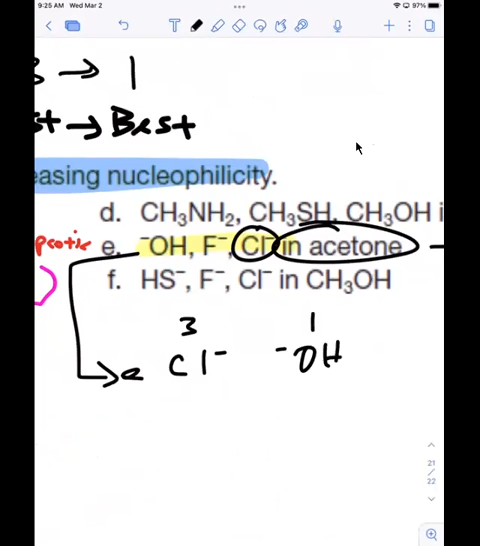 9:25 AM Wed Mar 2
97%
→ 1
st → Best
easing nucleophilicity.
d. CH₃NH₂, CH₃SH, CH₃OH i
protic e. ⁻OH, F⁻, Cl⁻ in acetone
f. HS⁻, F⁻, Cl⁻ in CH₃OH
3 1
e Cl⁻ ⁻OH
21
/
22